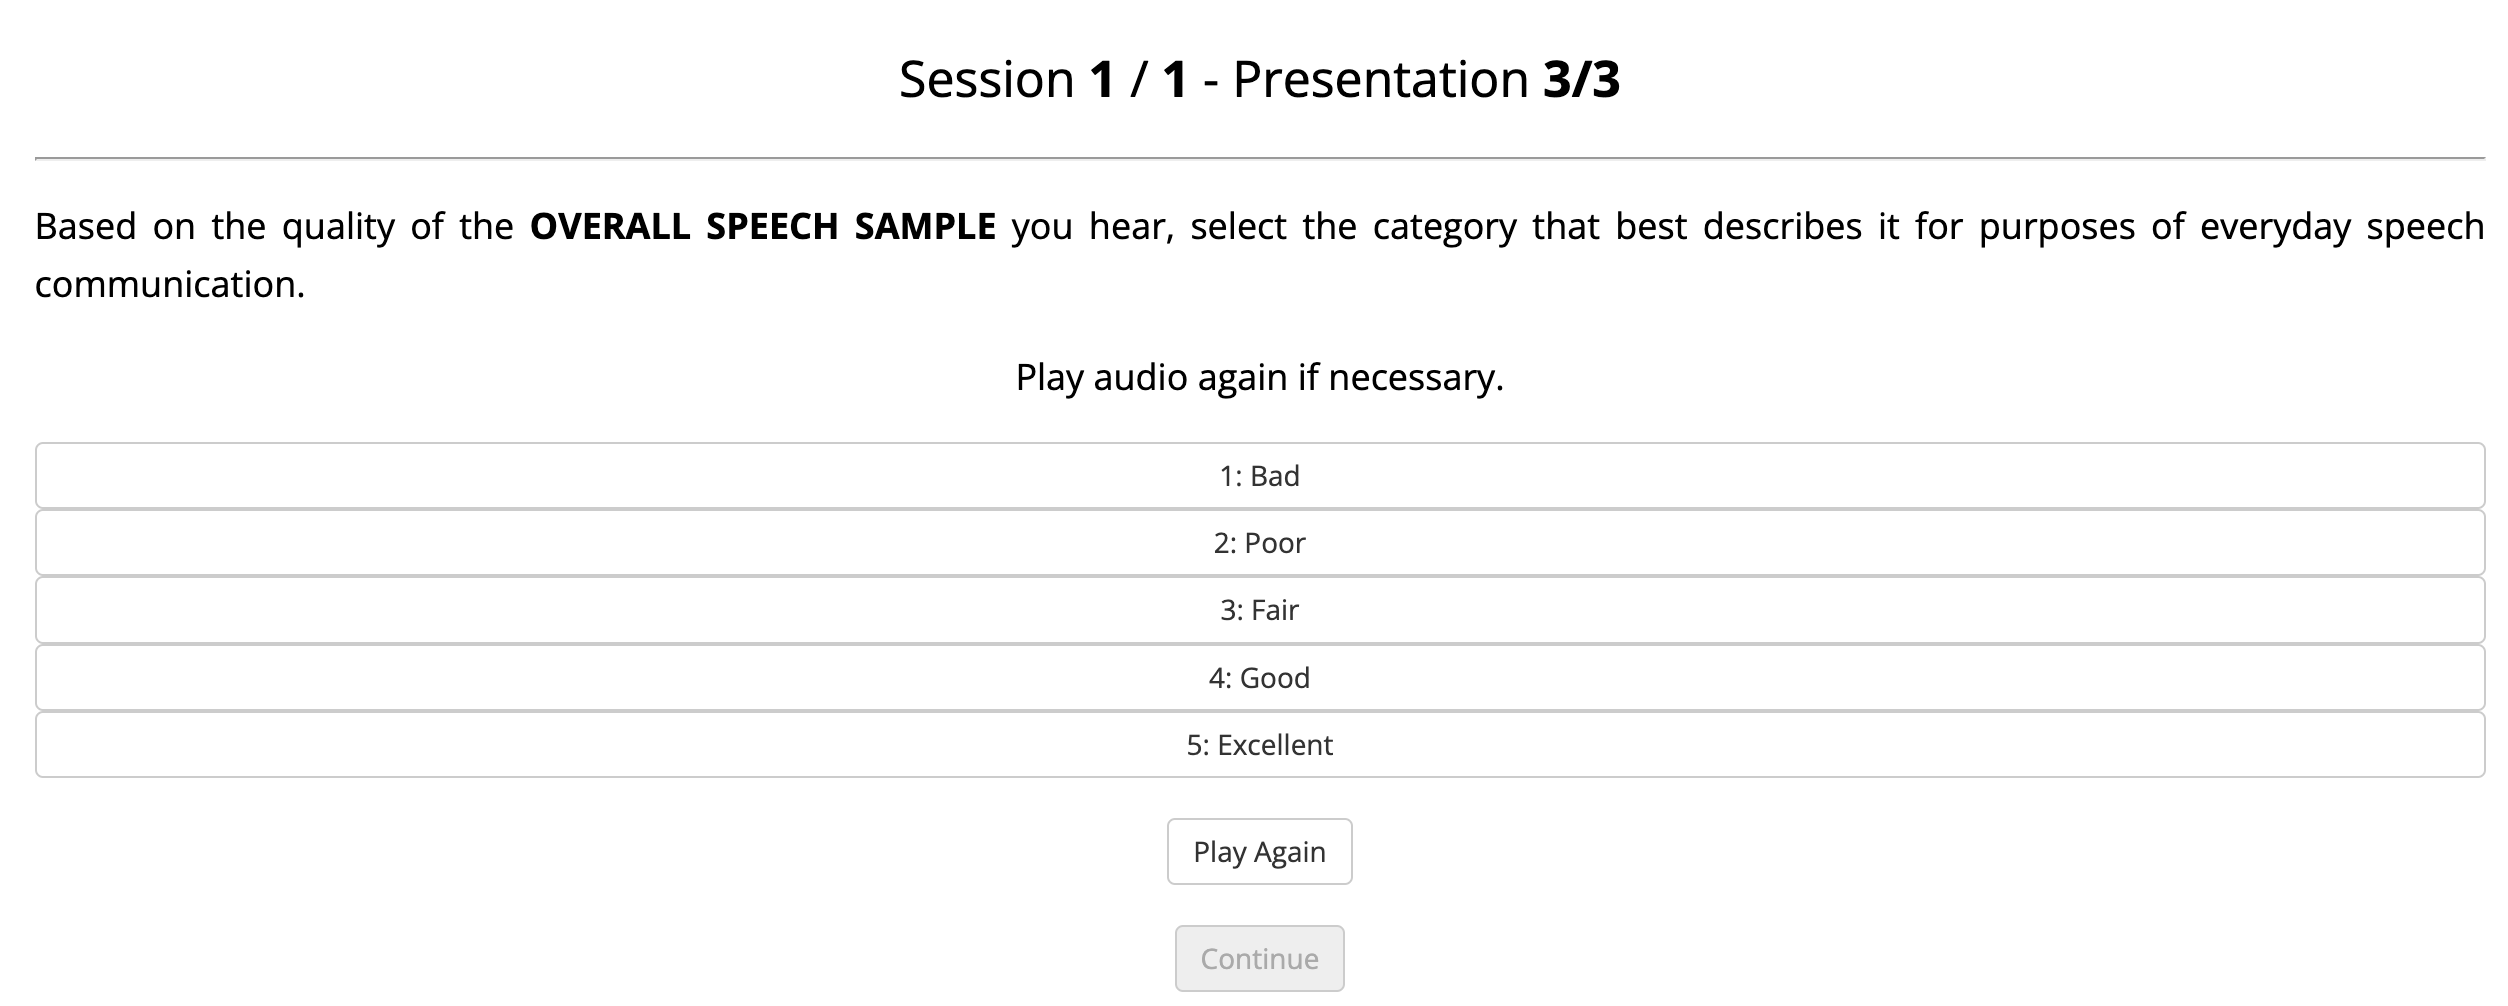 Session 1 / 1 - Presentation 3/3
Based on the quality of the OVERALL SPEECH SAMPLE you hear, select the category that best describes it for purposes of everyday speech
communication.
Play audio again if necessary.
1: Bad
2: Poor
3: Fair
4: Good
5: Excellent
Play Again
Continue